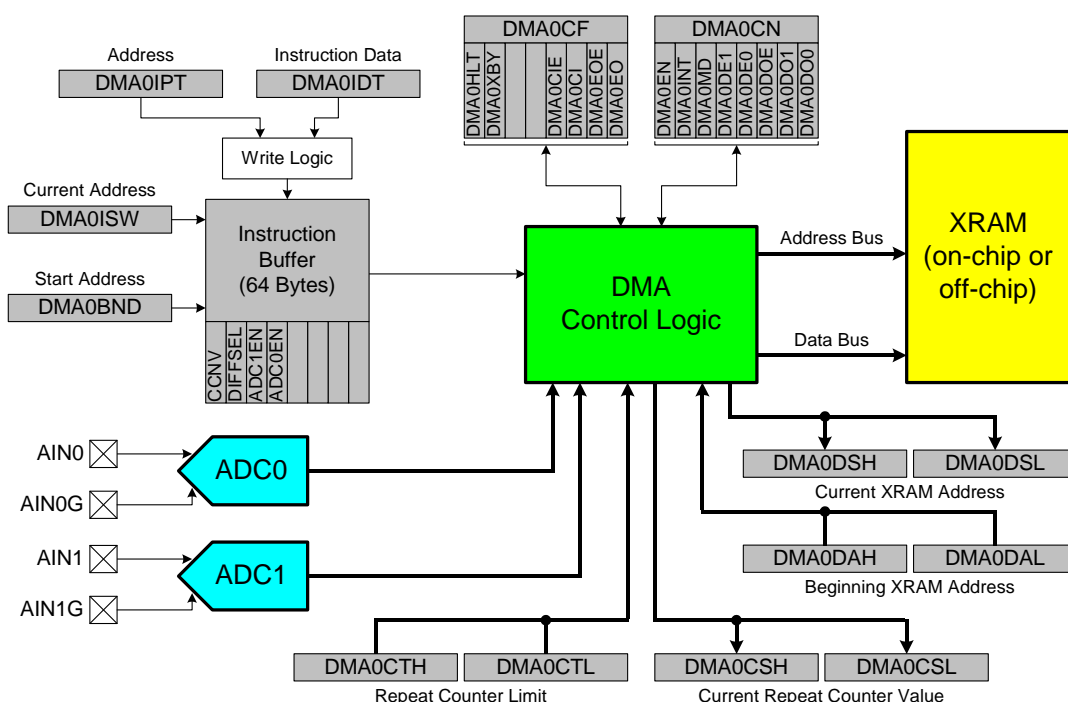 Address
Instruction Data
DMA0IPT
DMA0IDT
Write Logic
Current Address
DMA0ISW
Start Address
DMA0BND
Instruction
Buffer
(64 Bytes)
CCNV
DIFFSEL
ADC1EN
ADC0EN
DMA0CF
DMA0HLT
DMA0XBY
DMA0CIE
DMA0CI
DMA0EOE
DMA0EO
DMA0CN
DMA0EN
DMA0INT
DMA0MD
DMA0DE1
DMA0DE0
DMA0DOE
DMA0DO1
DMA0DO0
DMA
Control Logic
Address Bus
Data Bus
XRAM
(on-chip or
off-chip)
AIN0
AIN0G
ADC0
AIN1
AIN1G
ADC1
DMA0DSH
DMA0DSL
Current XRAM Address
DMA0DAH
DMA0DAL
Beginning XRAM Address
DMA0CTH
DMA0CTL
Repeat Counter Limit
DMA0CSH
DMA0CSL
Current Repeat Counter Value